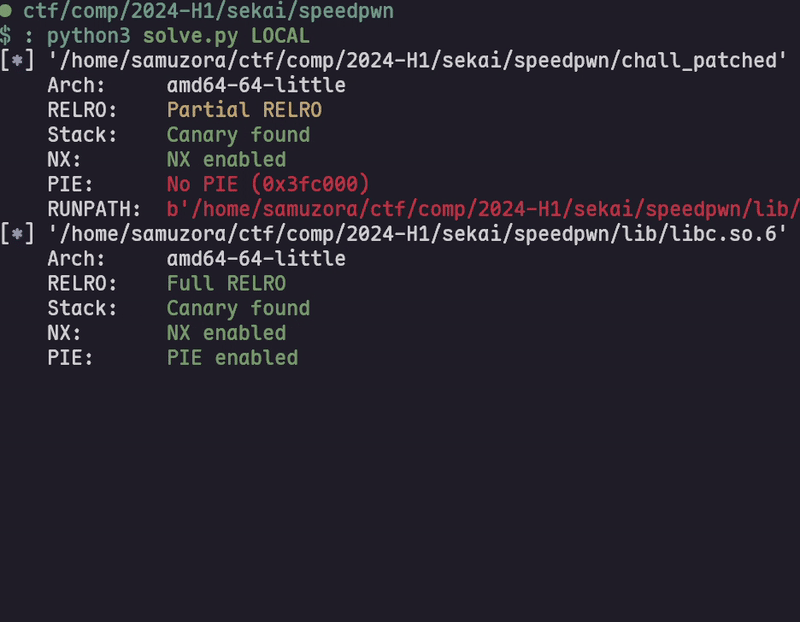 ctf/comp/2024-H1/sekai/speedpwn
$ : python3 solve.py LOCAL
[*] '/home/samuzora/ctf/comp/2024-H1/sekai/speedpwn/chall_patched'
    Arch:     amd64-64-little
    RELRO:    Partial RELRO
    Stack:    Canary found
    NX:       NX enabled
    PIE:      No PIE (0x3fc000)
    RUNPATH:  b'/home/samuzora/ctf/comp/2024-H1/sekai/speedpwn/lib/
[*] '/home/samuzora/ctf/comp/2024-H1/sekai/speedpwn/lib/libc.so.6'
    Arch:     amd64-64-little
    RELRO:    Full RELRO
    Stack:    Canary found
    NX:       NX enabled
    PIE:      PIE enabled